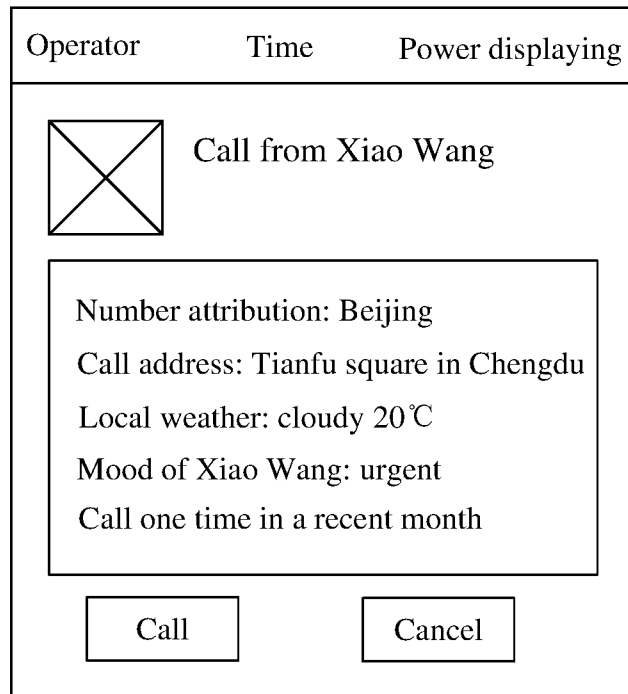 Operator Time Power displaying
Call from Xiao Wang
Number attribution: Beijing
Call address: Tianfu square in Chengdu
Local weather: cloudy 20℃
Mood of Xiao Wang: urgent
Call one time in a recent month
Call Cancel